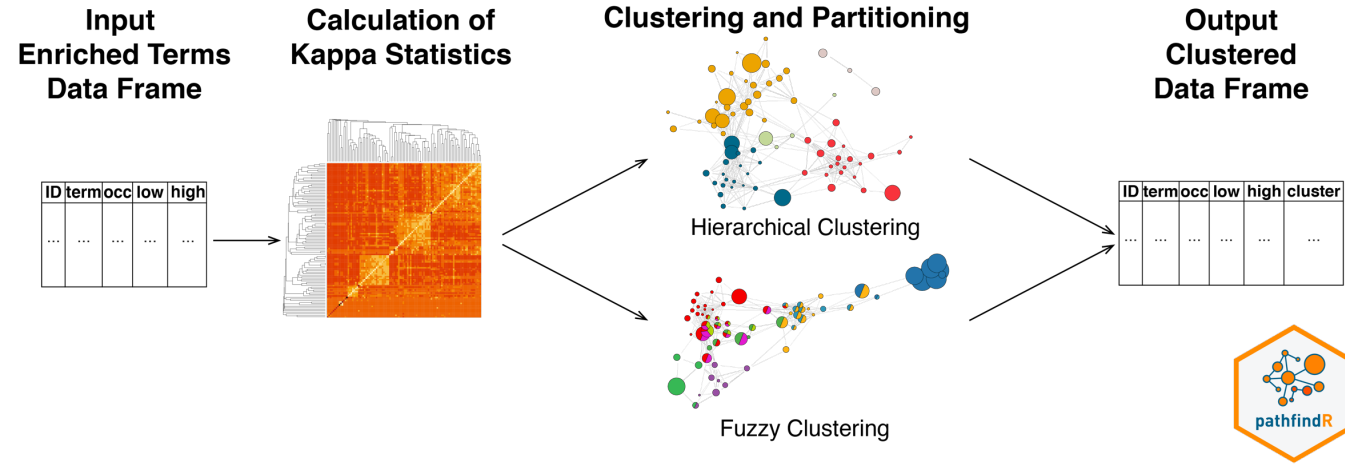 Input
Enriched Terms
Data Frame
Calculation of
Kappa Statistics
Clustering and Partitioning
Output
Clustered
Data Frame
ID term occ low high
... ... ... ... ...
Hierarchical Clustering
Fuzzy Clustering
ID term occ low high cluster
... ... ... ... ... ...
pathfindR